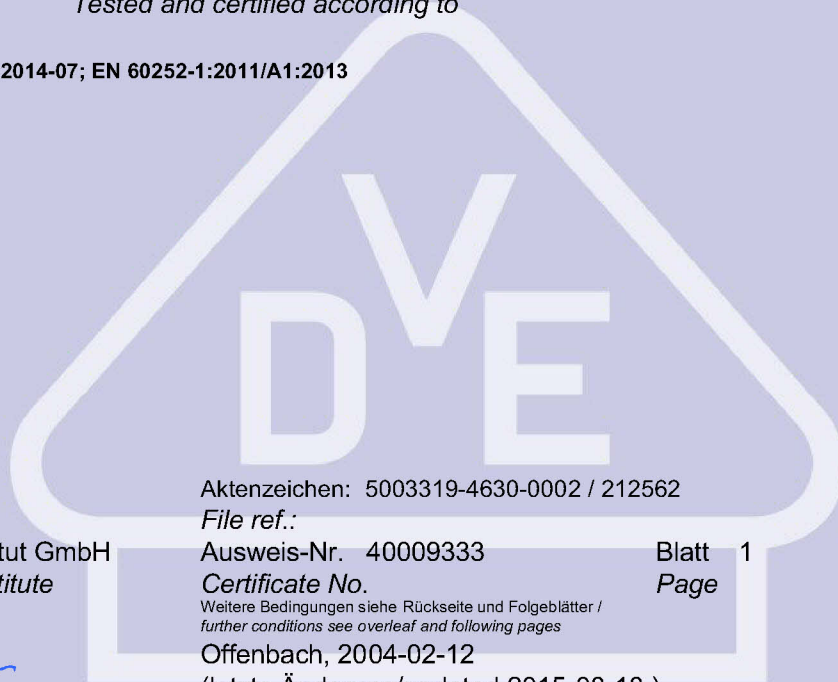 Tested and certified according to
2014-07; EN 60252-1:2011/A1:2013
VDE
Aktenzeichen: 5003319-4630-0002 / 212562
File ref.:
tut GmbH Ausweis-Nr. 40009333 Blatt 1
titute Certificate No. Page
Weitere Bedingungen siehe Rückseite und Folgeblätter /
further conditions see overleaf and following pages
Offenbach, 2004-02-12